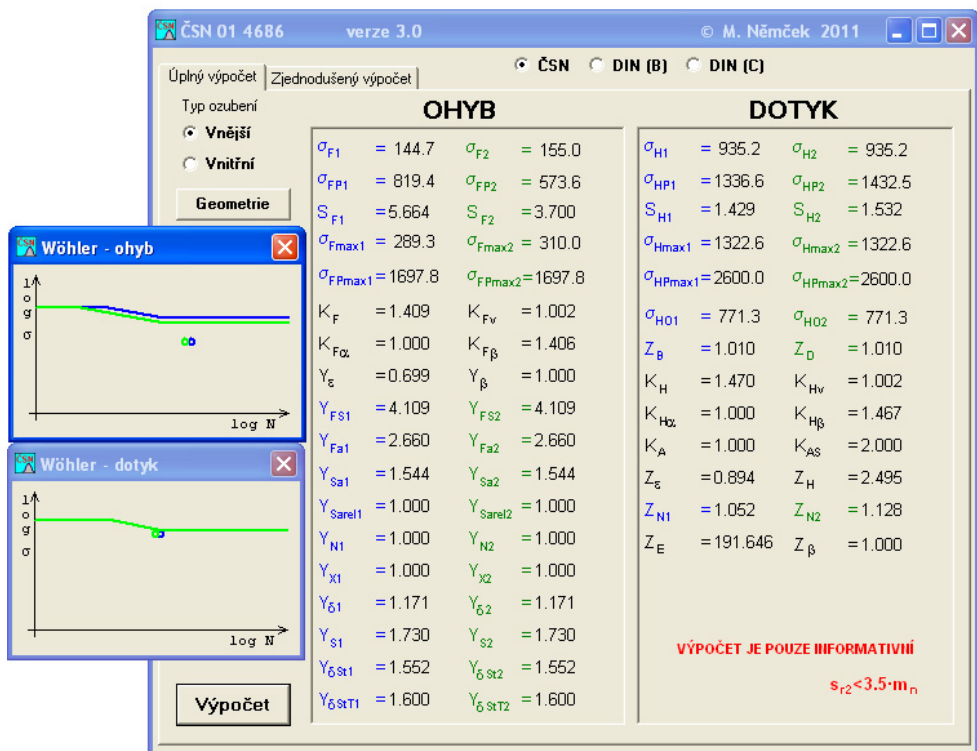 ČSN 01 4686 verze 3.0 © M. Němček 2011
ČSN DIN (B) DIN (C)
Úplný výpočet Zjednodušený výpočet
Typ ozubení
Vnější
Vnitřní
Geometrie
Wöhler - ohyb
log σ
log N
Wöhler - dotyk
log σ
log N
Výpočet
OHYB
σF1 = 144.7 σF2 = 155.0
σFP1 = 819.4 σFP2 = 573.6
SF1 =5.664 SF2 =3.700
σFmax1 = 289.3 σFmax2 = 310.0
σFPmax1=1697.8 σFPmax2=1697.8
KF =1.409 KFv =1.002
KFα =1.000 KFβ =1.406
Yε =0.699 Yβ =1.000
YFS1 =4.109 YFS2 =4.109
YFa1 =2.660 YFa2 =2.660
YSa1 =1.544 YSa2 =1.544
YSarel1 =1.000 YSarel2 =1.000
YN1 =1.000 YN2 =1.000
YX1 =1.000 YX2 =1.000
Yδ1 =1.171 Yδ2 =1.171
YS1 =1.730 YS2 =1.730
YδSt1 =1.552 YδSt2 =1.552
YδStT1 =1.600 YδStT2 =1.600
DOTYK
σH1 = 935.2 σH2 = 935.2
σHP1 =1336.6 σHP2 =1432.5
SH1 =1.429 SH2 =1.532
σHmax1 =1322.6 σHmax2 =1322.6
σHPmax1=2600.0 σHPmax2=2600.0
σHO1 = 771.3 σHO2 = 771.3
ZB =1.010 ZD =1.010
KH =1.470 KHv =1.002
KHα =1.000 KHβ =1.467
KA =1.000 KAS =2.000
Zε =0.894 ZH =2.495
ZN1 =1.052 ZN2 =1.128
ZE =191.646 Zβ =1.000
VÝPOČET JE POUZE INFORMATIVNÍ
sr2<3.5·mn